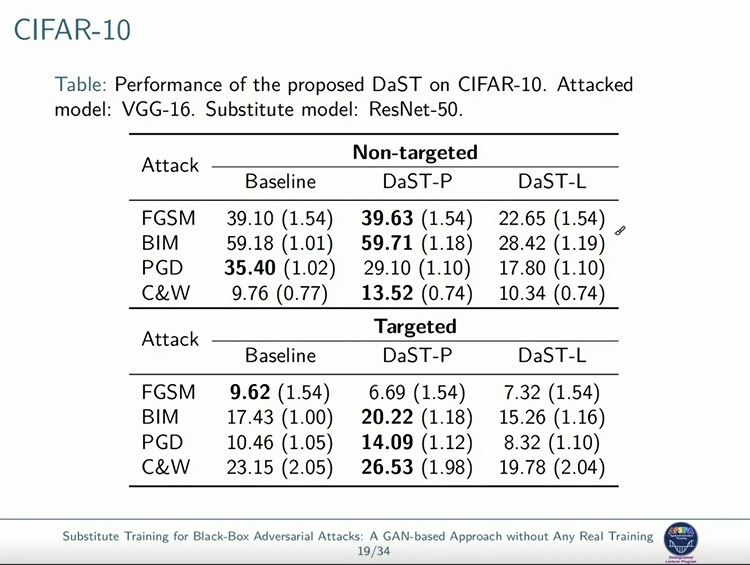 CIFAR-10
Table: Performance of the proposed DaST on CIFAR-10. Attacked
model: VGG-16. Substitute model: ResNet-50.
Attack Non-targeted
Baseline DaST-P DaST-L
FGSM 39.10 (1.54) 39.63 (1.54) 22.65 (1.54)
BIM 59.18 (1.01) 59.71 (1.18) 28.42 (1.19)
PGD 35.40 (1.02) 29.10 (1.10) 17.80 (1.10)
C&W 9.76 (0.77) 13.52 (0.74) 10.34 (0.74)
Attack Targeted
Baseline DaST-P DaST-L
FGSM 9.62 (1.54) 6.69 (1.54) 7.32 (1.54)
BIM 17.43 (1.00) 20.22 (1.18) 15.26 (1.16)
PGD 10.46 (1.05) 14.09 (1.12) 8.32 (1.10)
C&W 23.15 (2.05) 26.53 (1.98) 19.78 (2.04)
Substitute Training for Black-Box Adversarial Attacks: A GAN-based Approach without Any Real Training
19/34
APSIPA
Distinguished
Lecturer Program